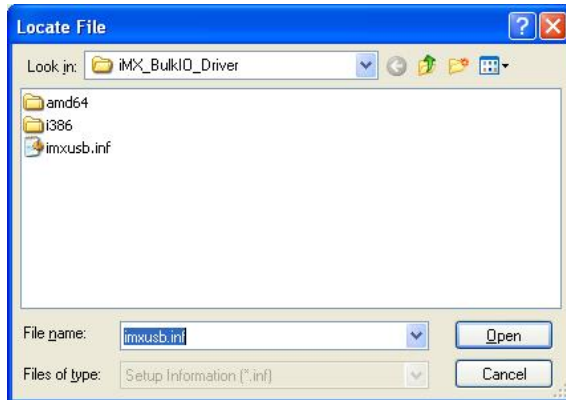 Locate File
Look in: iMX_BulkIO_Driver
amd64
i386
imxusb.inf
File name: imxusb.inf Open
Files of type: Setup Information (*.inf) Cancel